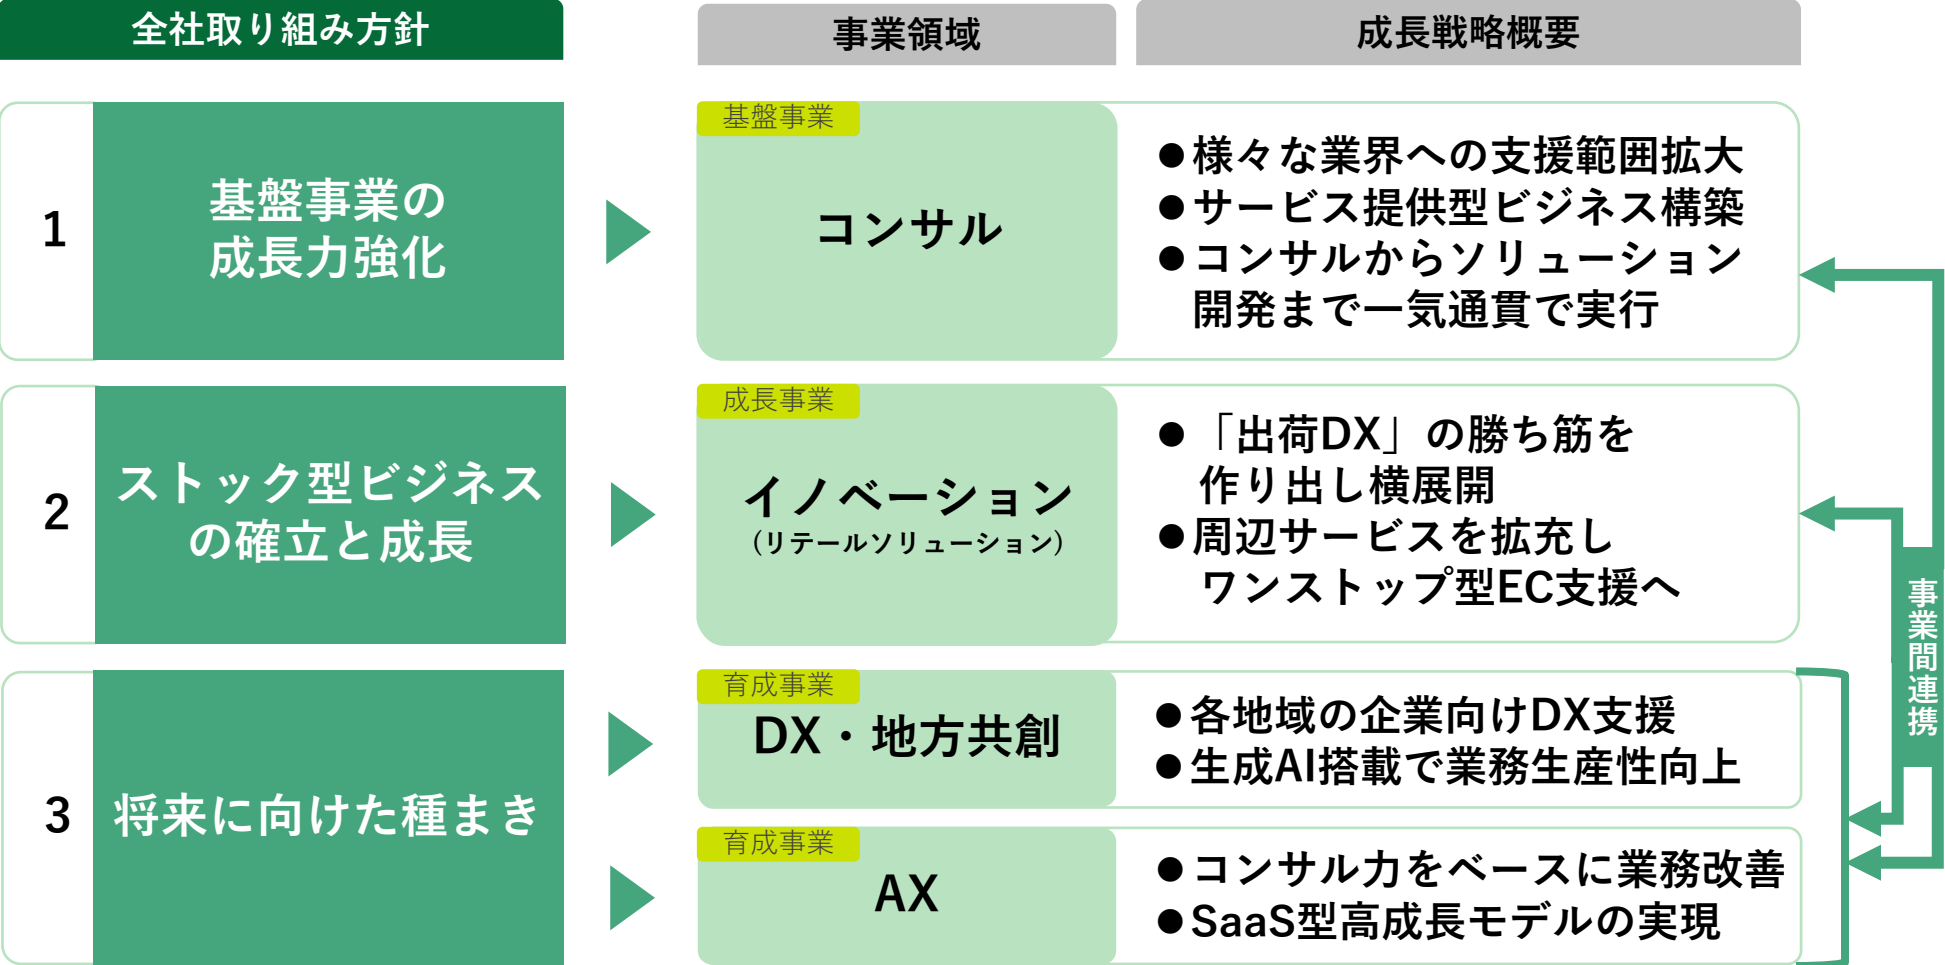 全社取り組み方針
事業領域
成長戦略概要
1
基盤事業の
成長力強化
基盤事業
コンサル
●様々な業界への支援範囲拡大
●サービス提供型ビジネス構築
●コンサルからソリューション
開発まで一気通貫で実行
2
ストック型ビジネス
の確立と成長
成長事業
イノベーション
(リテールソリューション)
●「出荷DX」の勝ち筋を
作り出し横展開
●周辺サービスを拡充し
ワンストップ型EC支援へ
3
将来に向けた種まき
育成事業
DX・地方共創
●各地域の企業向けDX支援
●生成AI搭載で業務生産性向上
育成事業
AX
●コンサル力をベースに業務改善
●SaaS型高成長モデルの実現
事業間連携